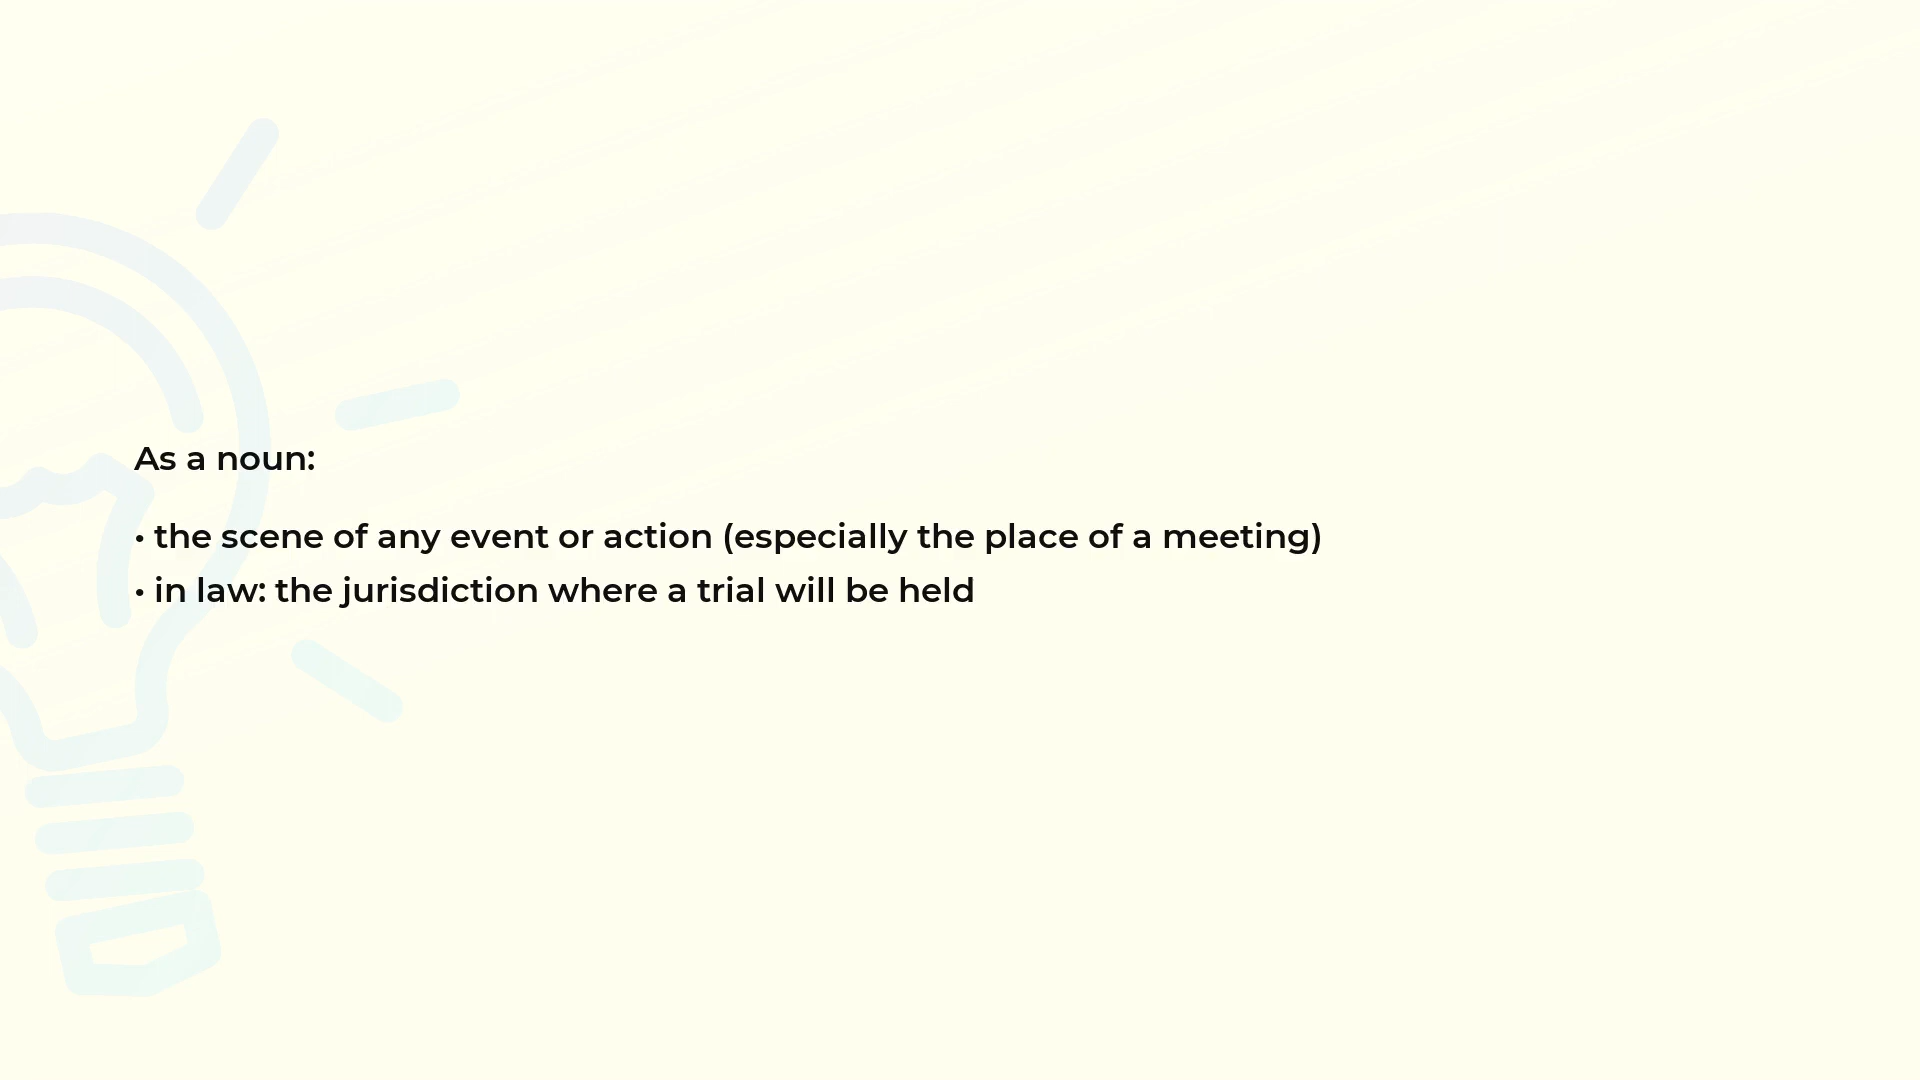 As a noun:
• the scene of any event or action (especially the place of a meeting)
• in law: the jurisdiction where a trial will be held